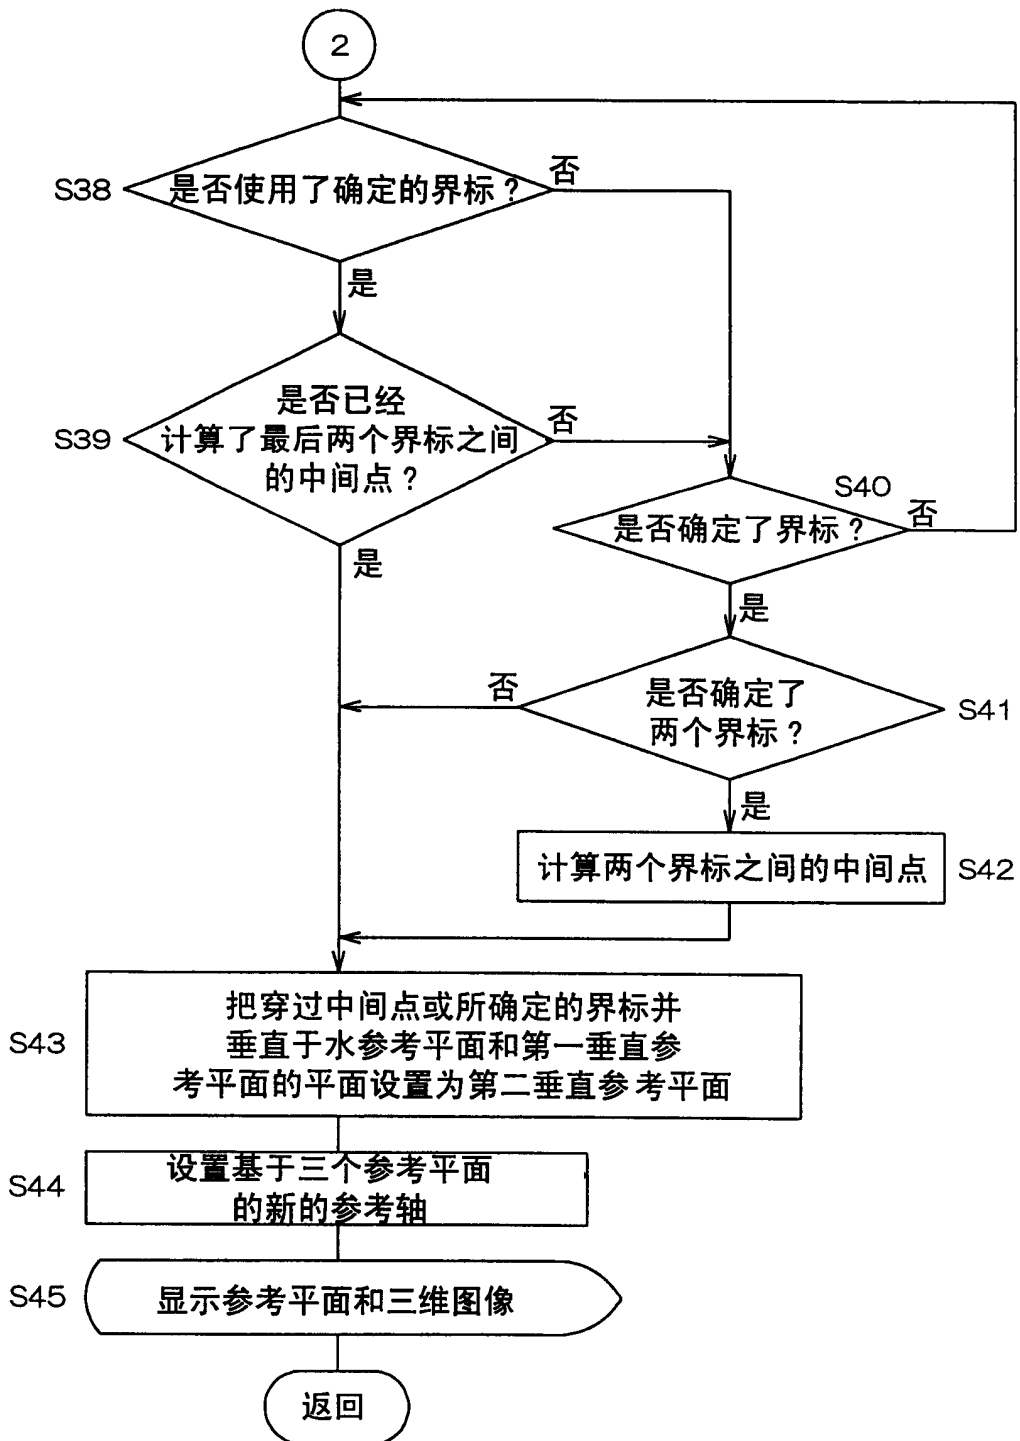 2
S38
是否使用了确定的界标？
否
是
S39
是否已经
计算了最后两个界标之间
的中间点？
否
是
S40
是否确定了界标？
否
是
S41
是否确定了
两个界标？
否
是
计算两个界标之间的中间点
S42
S43
把穿过中间点或所确定的界标并
垂直于水参考平面和第一垂直参
考平面的平面设置为第二垂直参考平面
S44
设置基于三个参考平面
的新的参考轴
S45
显示参考平面和三维图像
返回